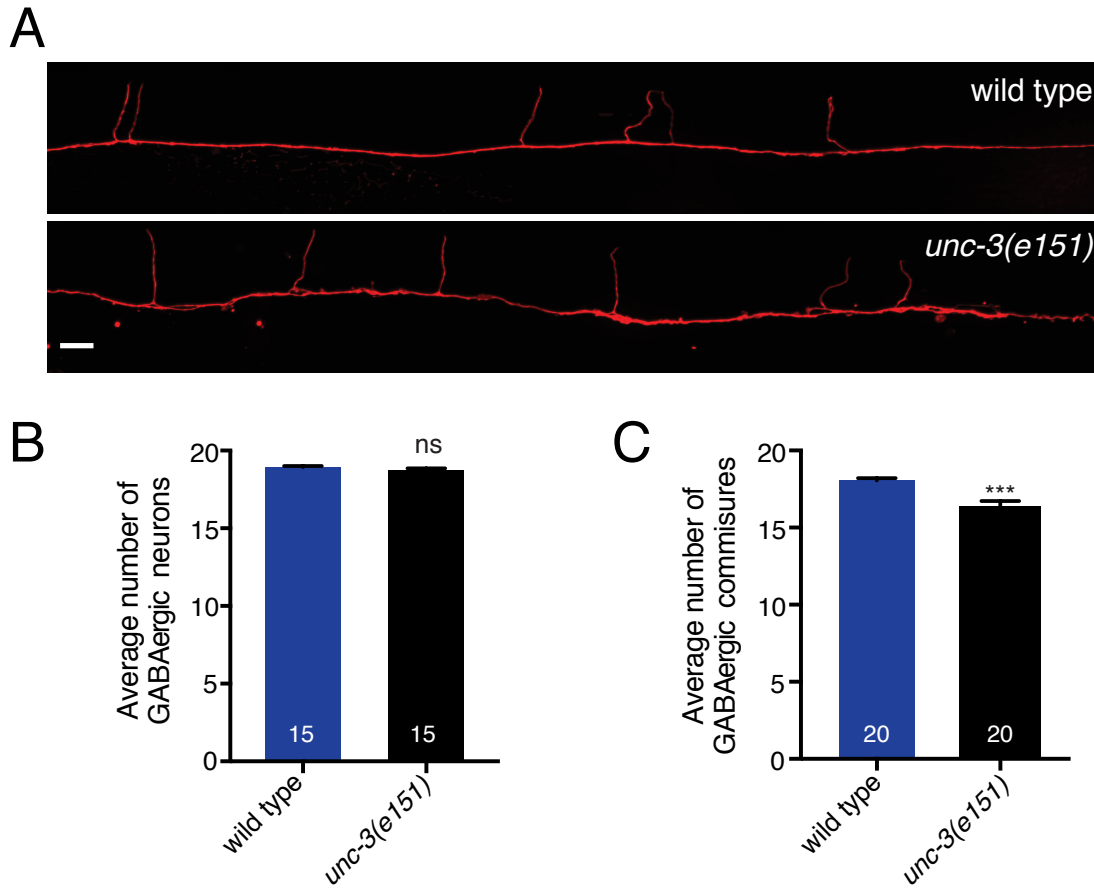 A
wild type
unc-3(e151)
B
Average number of
GABAergic neurons
20
15
10
5
0
ns
15
15
wild type
unc-3(e151)
C
Average number of
GABAergic commisures
20
15
10
5
0
***
20
20
wild type
unc-3(e151)